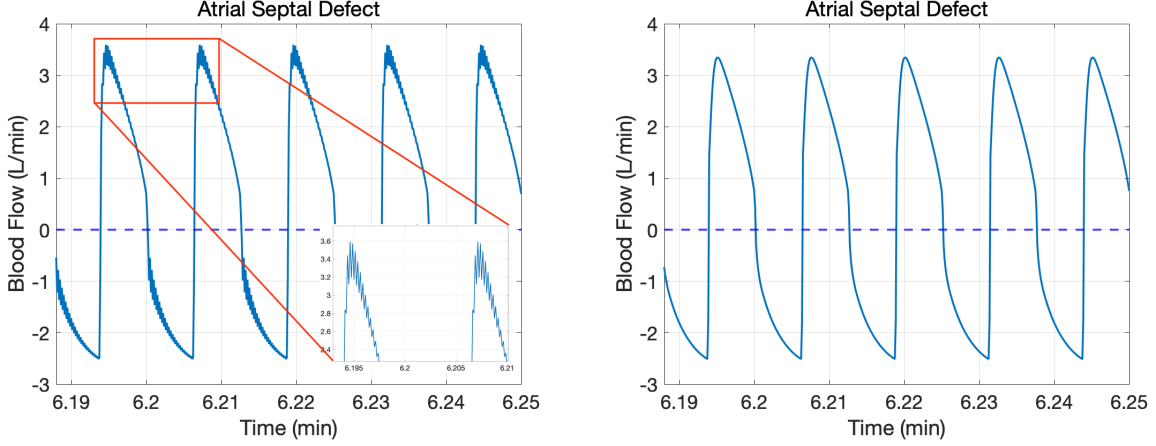 Atrial Septal Defect
4
3
2
1
0
-1
-2
-3
Blood Flow (L/min)
6.19 6.2 6.21 6.22 6.23 6.24 6.25
Time (min)
3.6
3.4
3.2
3
2.8
2.6
2.4
6.195 6.2 6.205 6.21
Atrial Septal Defect
4
3
2
1
0
-1
-2
-3
Blood Flow (L/min)
6.19 6.2 6.21 6.22 6.23 6.24 6.25
Time (min)